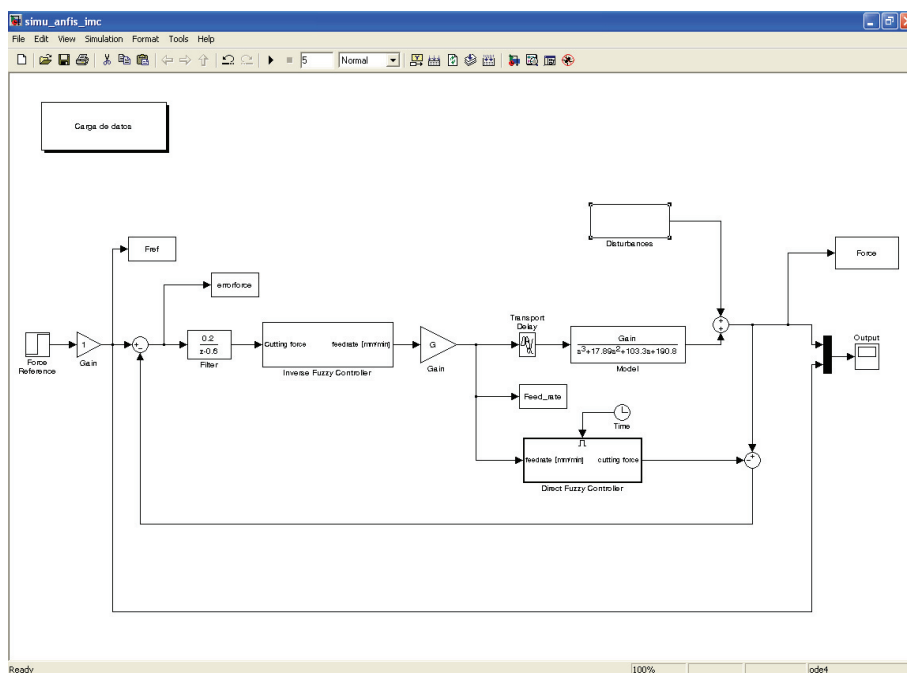 simu_anfis_imc
File Edit View Simulation Format Tools Help
5 Normal
Carga de datos
Disturbances
Fref
Force
errorforce
Transport
Delay
Output
1
0.2
z-0.6
Cutting force feedrate [mm/min]
G
Gain
s³+17.89s²+103.3s+190.8
Force
Reference
Gain
Filter
Inverse Fuzzy Controller
Gain
Model
Feed_rate
Time
feedrate [mm/min] cutting force
Direct Fuzzy Controller
Ready 100% ode4